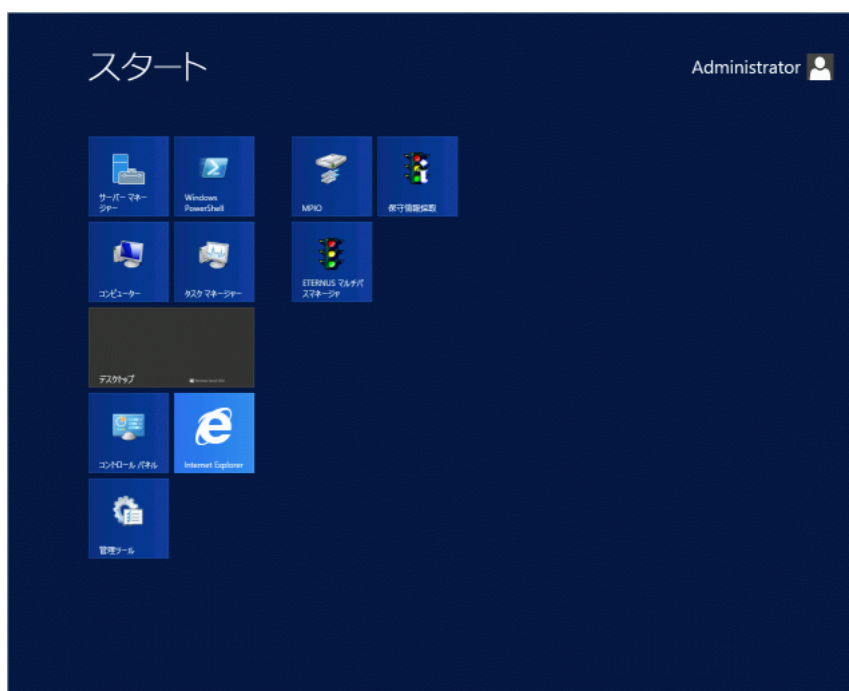 スタート
Administrator
サーバー マネー
ジャー
Windows
PowerShell
MPIO
保守情報採取
コンピューター
タスク マネージャー
ETERNUS マルチパ
スマネージャ
デスクトップ
Windows Server 2012
コントロール パネル
Internet Explorer
管理ツール